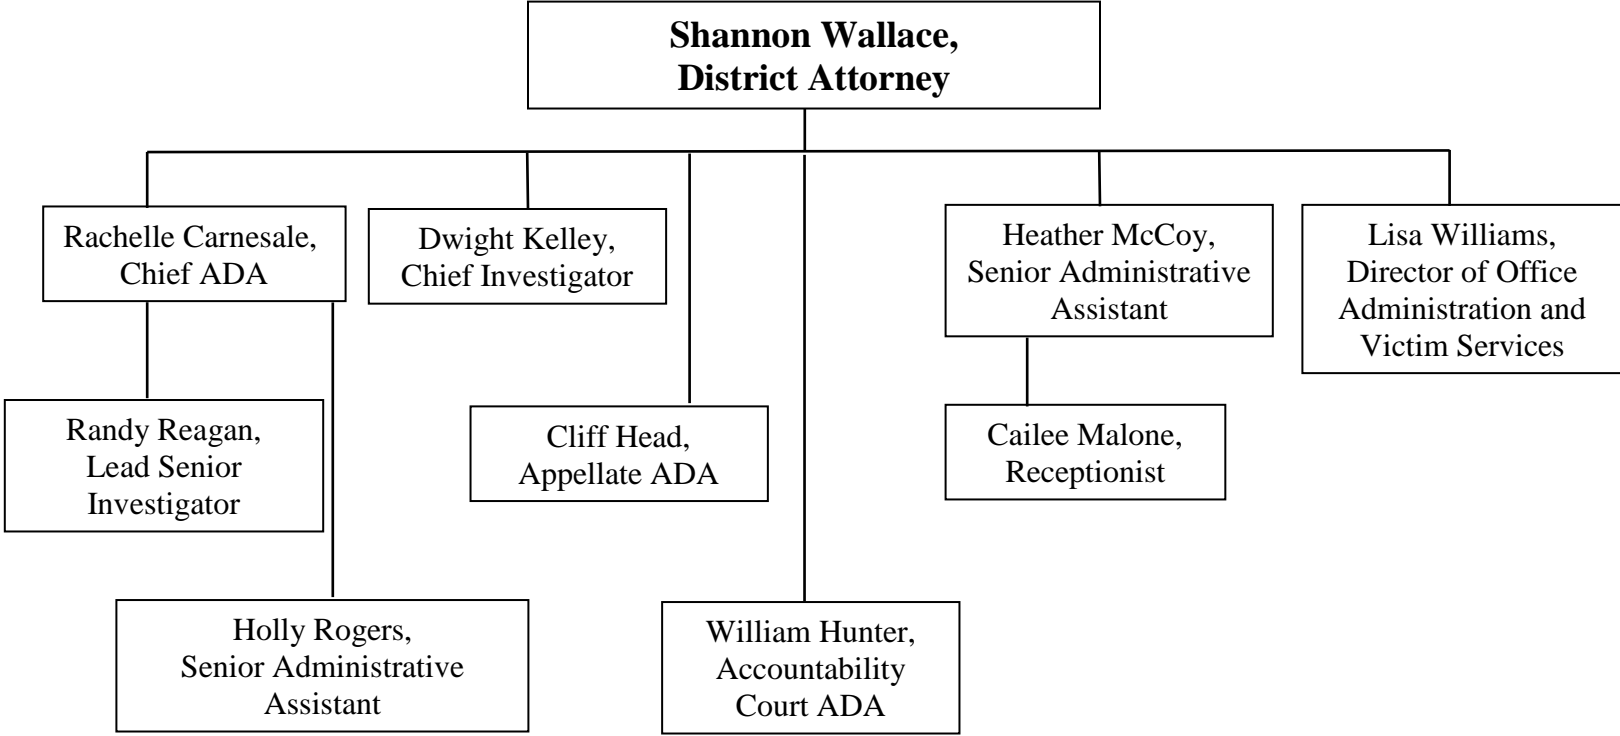 Shannon Wallace,
District Attorney
Rachelle Carnesale,
Chief ADA
Dwight Kelley,
Chief Investigator
Heather McCoy,
Senior Administrative
Assistant
Lisa Williams,
Director of Office
Administration and
Victim Services
Randy Reagan,
Lead Senior
Investigator
Cliff Head,
Appellate ADA
Cailee Malone,
Receptionist
Holly Rogers,
Senior Administrative
Assistant
William Hunter,
Accountability
Court ADA